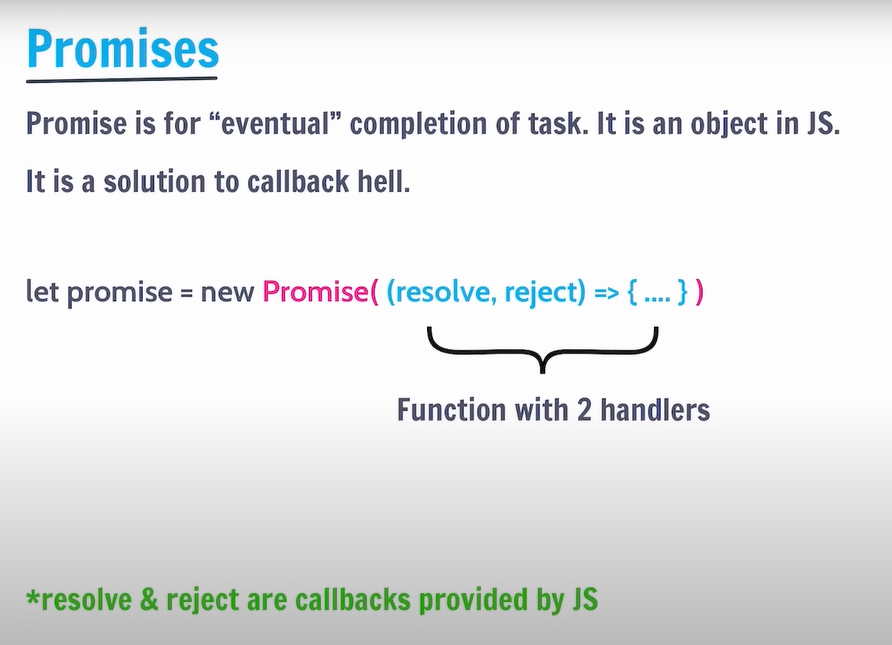 Promises
Promise is for “eventual” completion of task. It is an object in JS.
It is a solution to callback hell.
let promise = new Promise( (resolve, reject) => { .... } )
Function with 2 handlers
*resolve & reject are callbacks provided by JS